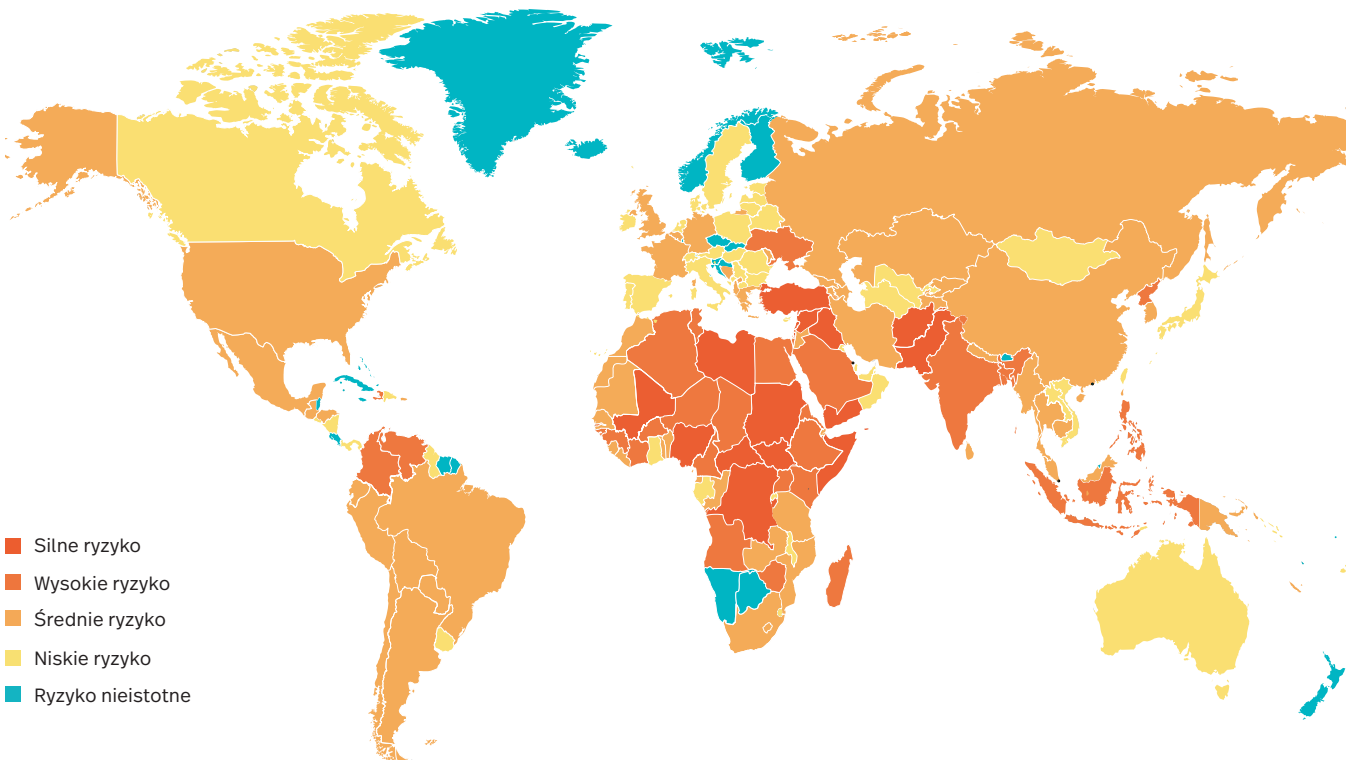 Silne ryzyko
Wysokie ryzyko
Średnie ryzyko
Niskie ryzyko
Ryzyko nieistotne